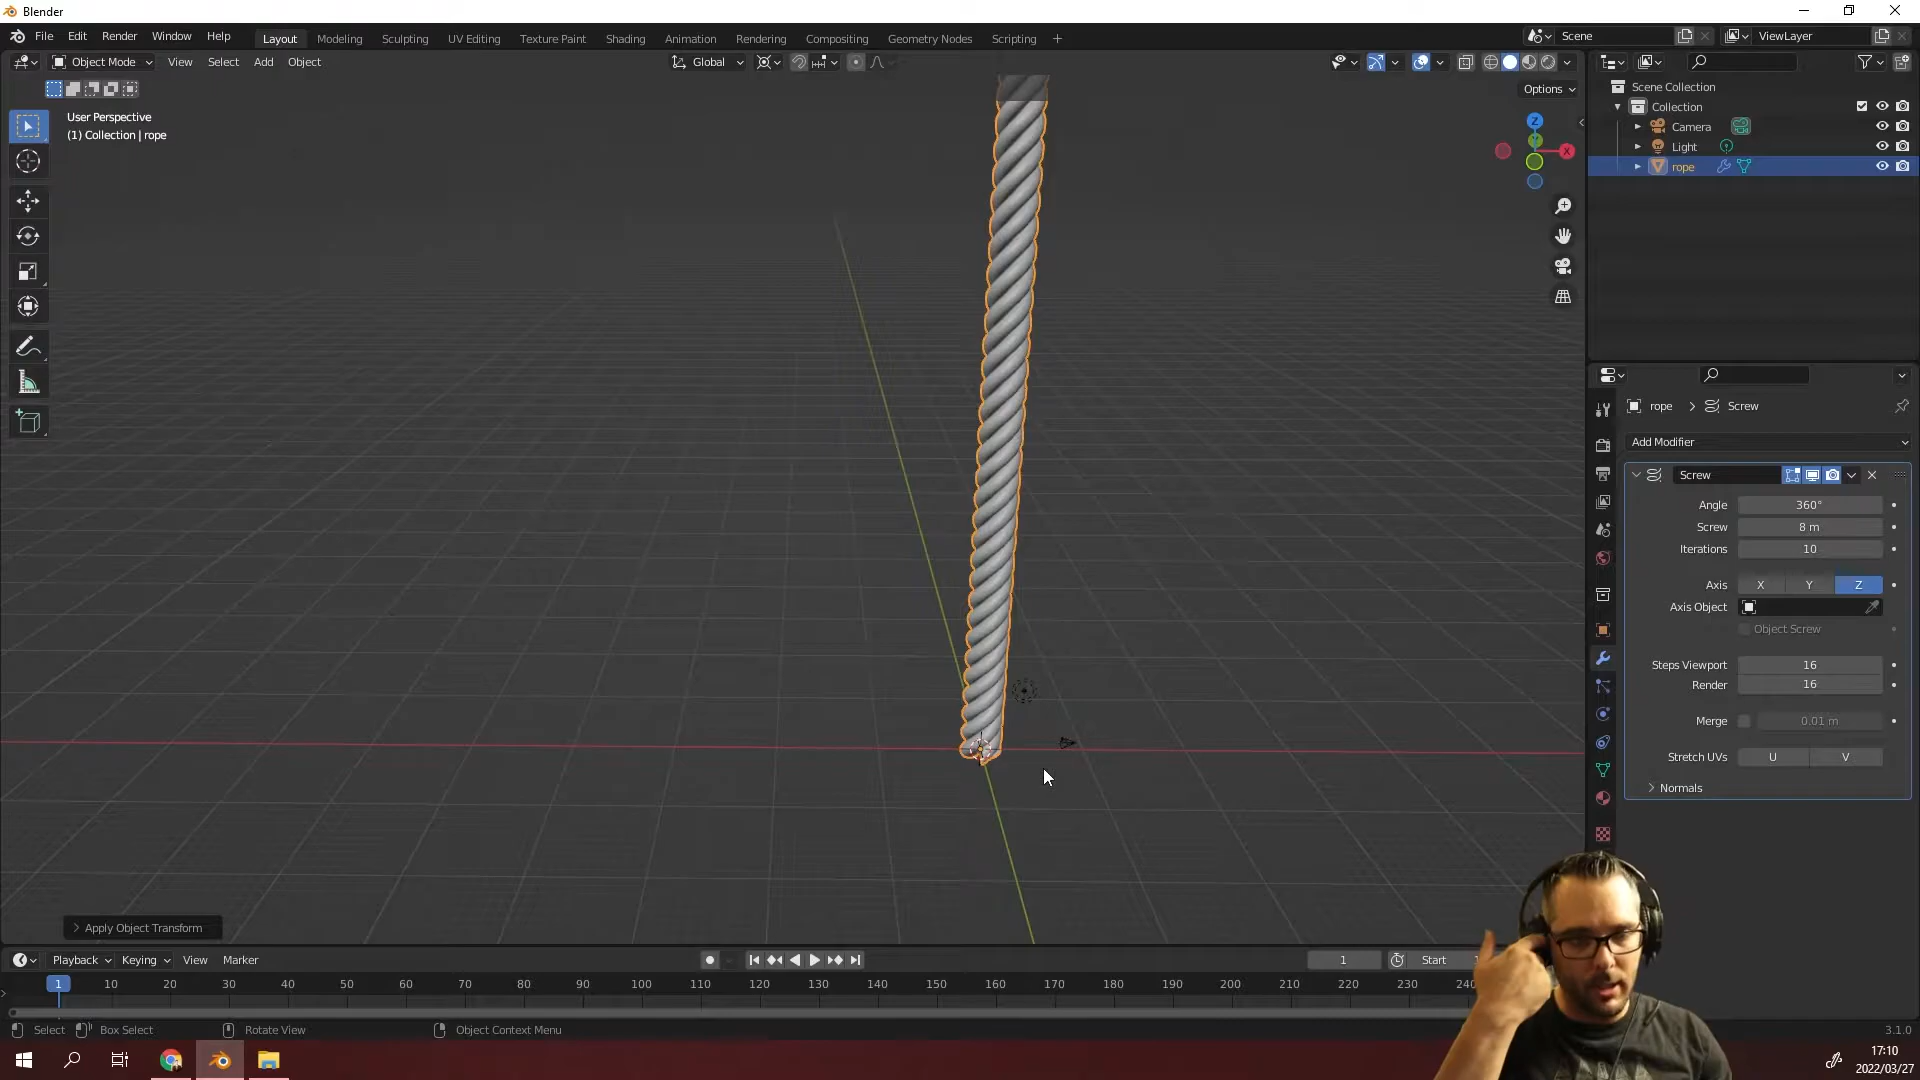 Blender
File Edit Render Window Help
Layout Modeling Sculpting UV Editing Texture Paint Shading Animation Rendering Compositing Geometry Nodes Scripting +
Scene
ViewLayer
Object Mode View Select Add Object
Global
Options
User Perspective
(1) Collection | rope
Z
X
Scene Collection
Collection
Camera
Light
rope
rope > Screw
Add Modifier
Screw
Angle 360°
Screw 8 m
Iterations 10
Axis X Y Z
Axis Object
Object Screw
Steps Viewport 16
Render 16
Merge 0.01 m
Stretch UVs U V
Normals
Apply Object Transform
Playback Keying View Marker
1
Start
1 10 20 30 40 50 60 70 80 90 100 110 120 130 140 150 160 170 180 190 200 210 220 230
Select Box Select Rotate View Object Context Menu
3.1.0
17:10
2022/03/27